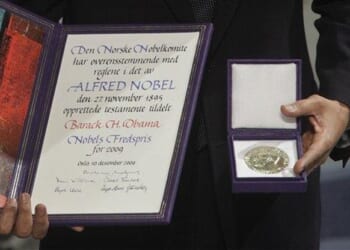 Den Norske Nobelkomite
har overensstemmende med
reglene i det av
ALFRED NOBEL
den 27. november 1895
opprettede testamente tildelt
Barack H. Obama
Nobels Fredspris
for 2009
Oslo, 10. desember 2009